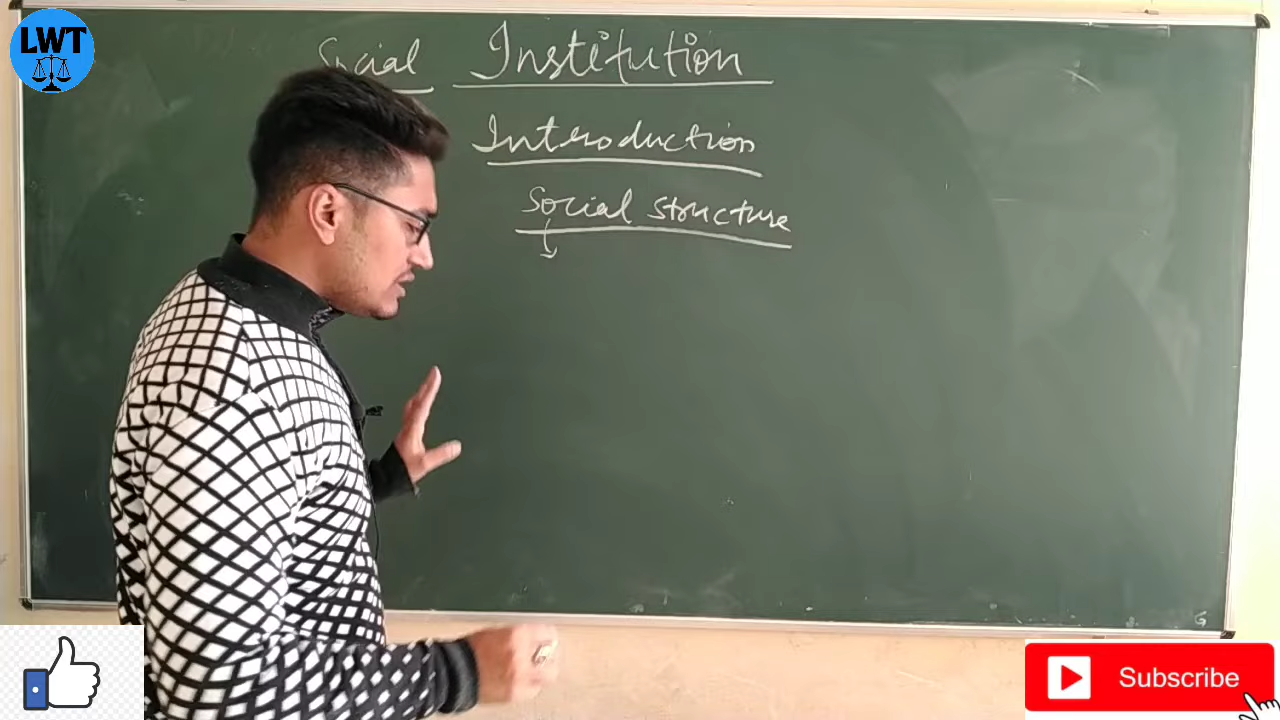 LWT
Social Institution
Introduction
Social structure
Subscribe